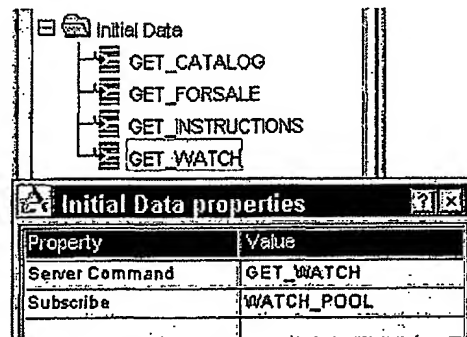 Initial Data
GET_CATALOG
GET_FORSALE
GET_INSTRUCTIONS
GET_WATCH
Initial Data properties ? ×
Property Value
Server Command GET_WATCH
Subscribe WATCH_POOL